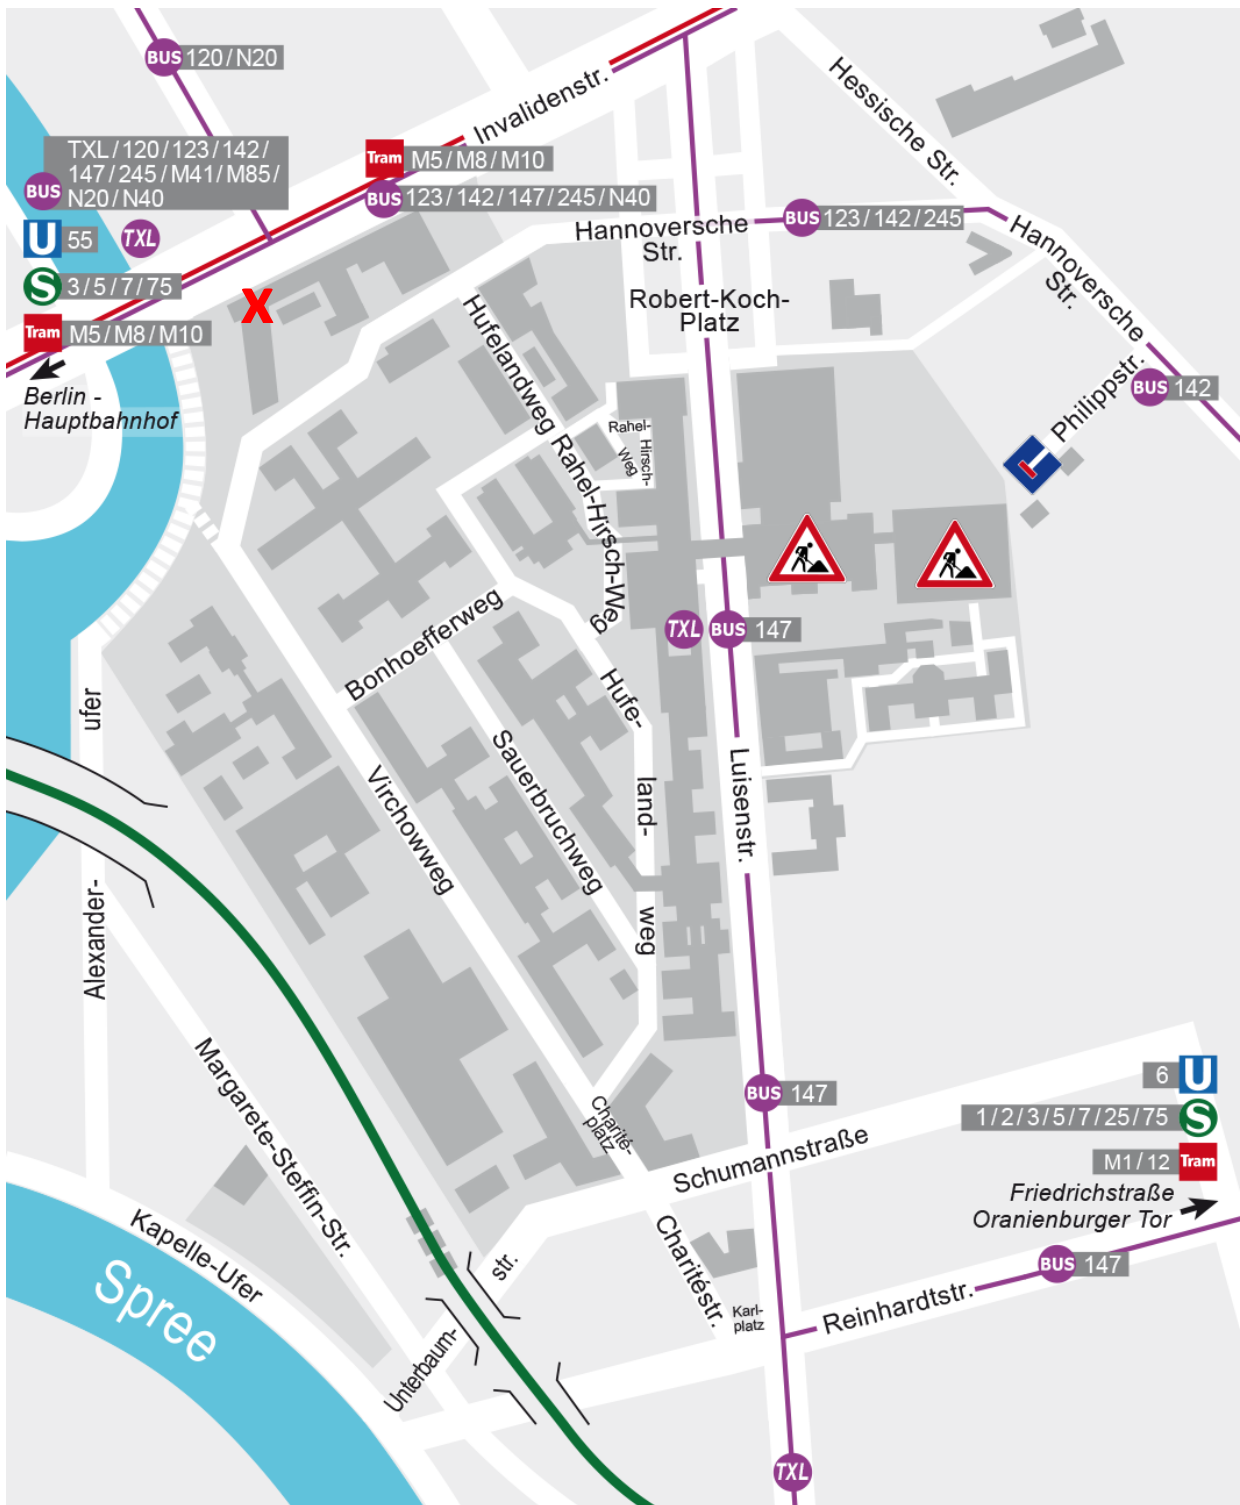 BUS 120 / N20
TXL / 120 / 123 / 142 /
BUS 147 / 245 / M41 / M85 /
N20 / N40
U 55 TXL
S 3 / 5 / 7 / 75
Tram M5 / M8 / M10
Berlin -
Hauptbahnhof
Invalidenstr.
Tram M5 / M8 / M10
BUS 123 / 142 / 147 / 245 / N40
X
Hessische Str.
Hannoversche
Str.
BUS 123 / 142 / 245
Hannoversche
Str.
Robert-Koch-
Platz
Philippstr.
BUS 142
Hufelandweg
Rahel-Hirsch-Weg
Rahel-
Hirsch-
Weg
Bonhoefferweg
TXL BUS 147
Hufe-
land-
weg
Sauerbruchweg
Virchowweg
Luisenstr.
ufer
Alexander-
Margarete-Steffin-Str.
Charité-
platz
BUS 147
Schumannstraße
6 U
1 / 2 / 3 / 5 / 7 / 25 / 75 S
M1 / 12 Tram
Friedrichstraße
Oranienburger Tor
BUS 147
Kapelle-Ufer
Spree
str.
Unterbaum-
Charitéstr.
Karl-
platz
Reinhardtstr.
TXL